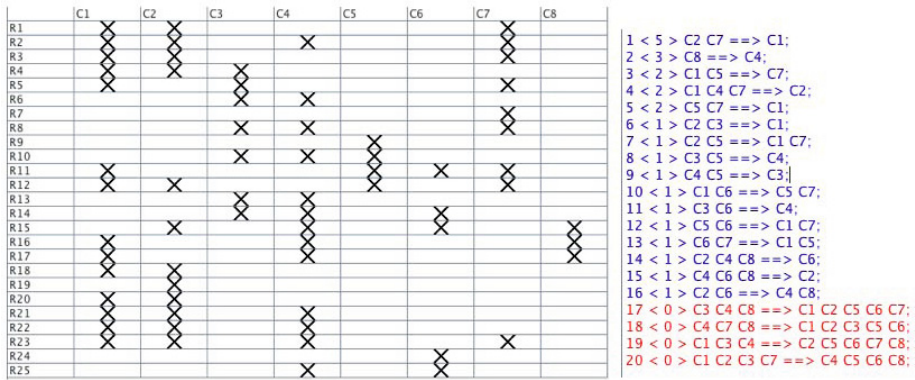 C1 C2 C3 C4 C5 C6 C7 C8
R1
R2
R3
R4
R5
R6
R7
R8
R9
R10
R11
R12
R13
R14
R15
R16
R17
R18
R19
R20
R21
R22
R23
R24
R25
1 < 5 > C2 C7 ==> C1;
2 < 3 > C8 ==> C4;
3 < 2 > C1 C5 ==> C7;
4 < 2 > C1 C4 C7 ==> C2;
5 < 2 > C5 C7 ==> C1;
6 < 1 > C2 C3 ==> C1;
7 < 1 > C2 C5 ==> C1 C7;
8 < 1 > C3 C5 ==> C4;
9 < 1 > C4 C5 ==> C3;
10 < 1 > C1 C6 ==> C5 C7;
11 < 1 > C3 C6 ==> C4;
12 < 1 > C5 C6 ==> C1 C7;
13 < 1 > C6 C7 ==> C1 C5;
14 < 1 > C2 C4 C8 ==> C6;
15 < 1 > C4 C6 C8 ==> C2;
16 < 1 > C2 C6 ==> C4 C8;
17 < 0 > C3 C4 C8 ==> C1 C2 C5 C6 C7;
18 < 0 > C4 C7 C8 ==> C1 C2 C3 C5 C6;
19 < 0 > C1 C3 C4 ==> C2 C5 C6 C7 C8;
20 < 0 > C1 C2 C3 C7 ==> C4 C5 C6 C8;